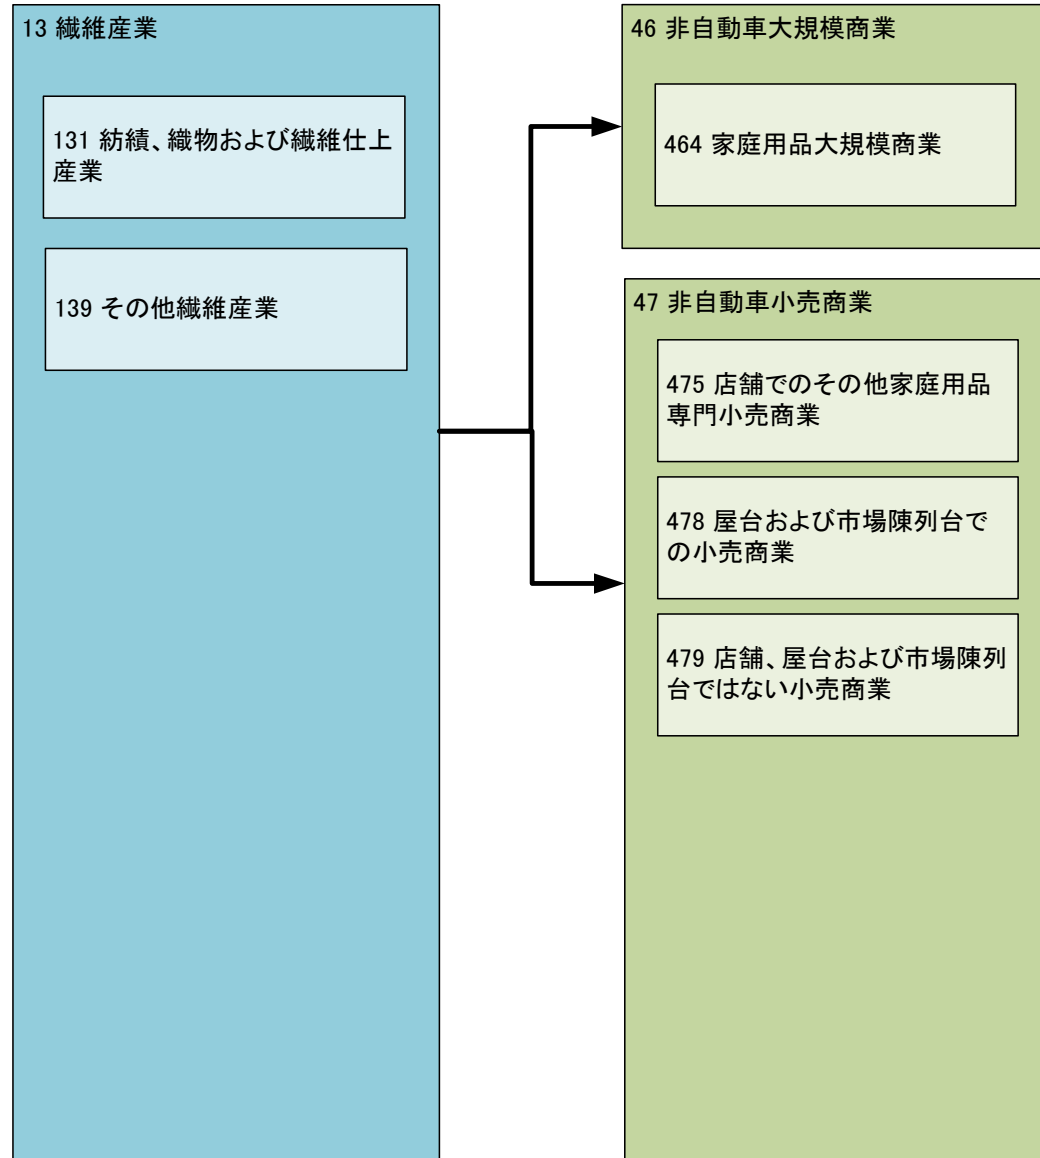 13 繊維産業
131 紡績、織物および繊維仕上
産業
139 その他繊維産業
46 非自動車大規模商業
464 家庭用品大規模商業
47 非自動車小売商業
475 店舗でのその他家庭用品
専門小売商業
478 屋台および市場陳列台で
の小売商業
479 店舗、屋台および市場陳列
台ではない小売商業